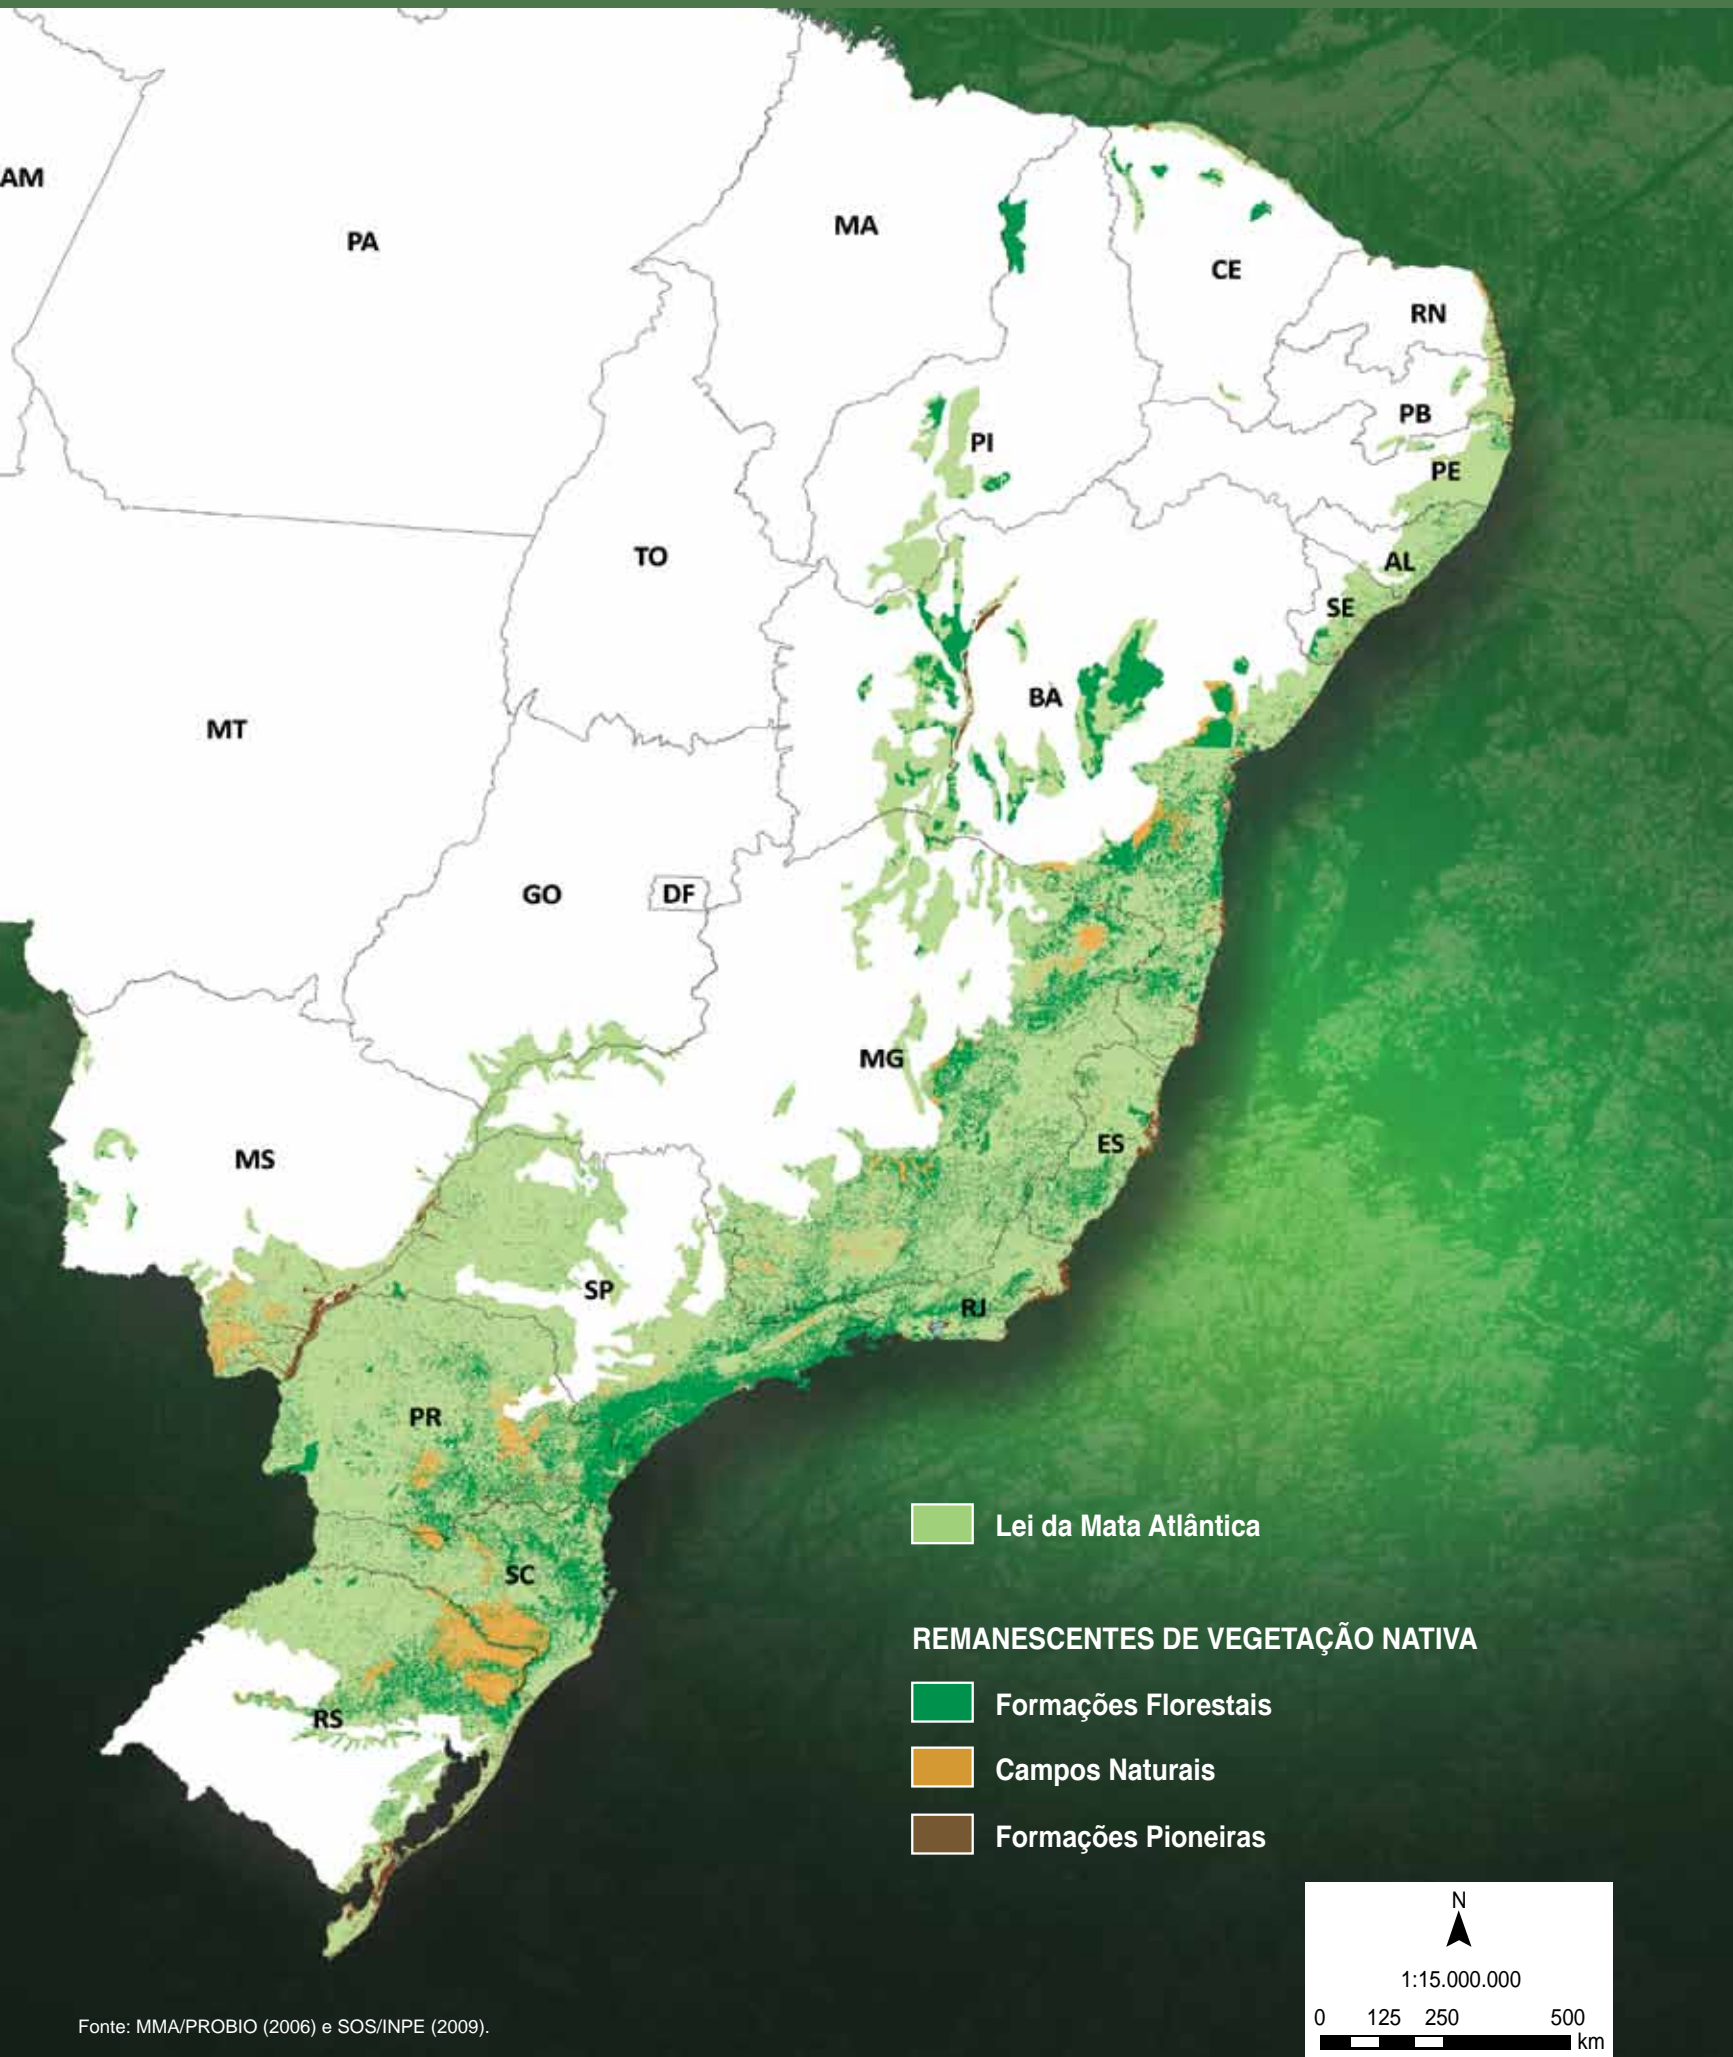 AM
PA
MA
CE
RN
PB
PI
PE
TO
AL
SE
BA
MT
GO
DF
MG
ES
MS
SP
RJ
PR
SC
RS
Lei da Mata Atlântica
REMANESCENTES DE VEGETAÇÃO NATIVA
Formações Florestais
Campos Naturais
Formações Pioneiras
N
1:15.000.000
0 125 250 500
km
Fonte: MMA/PROBIO (2006) e SOS/INPE (2009).